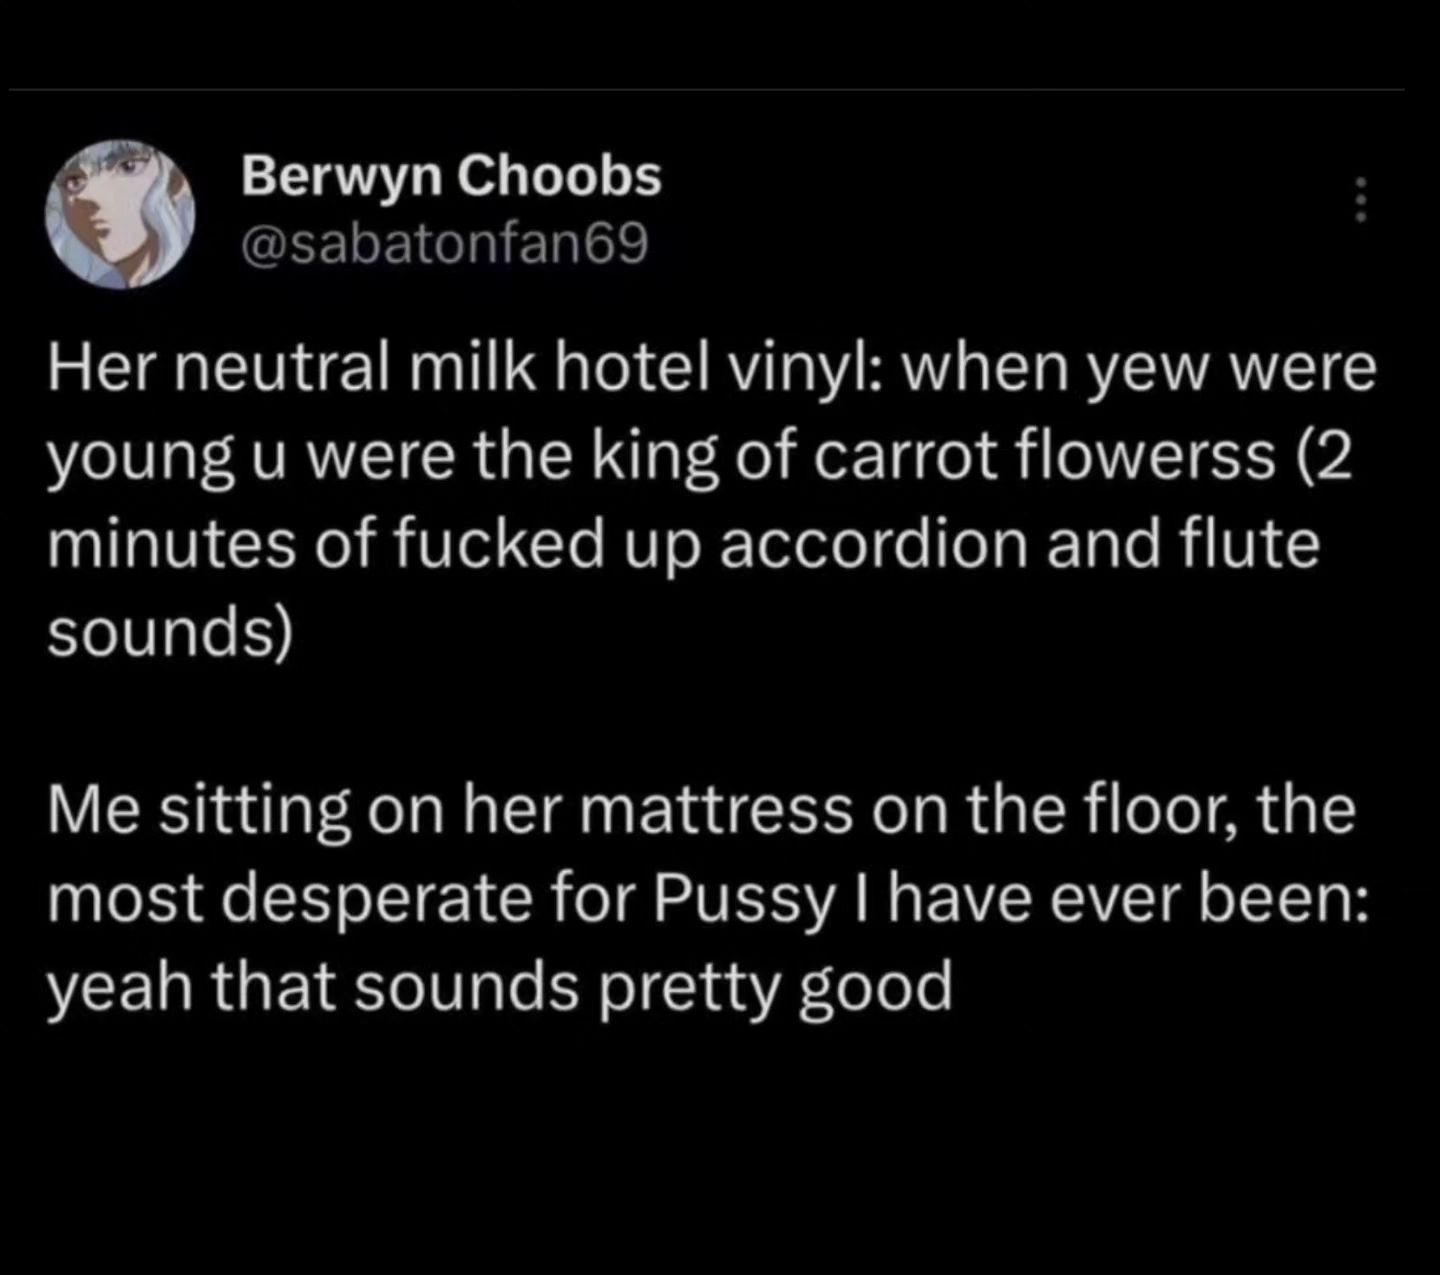 Berwyn Choobs
@sabatonfan69
Her neutral milk hotel vinyl: when yew were
young u were the king of carrot flowerss (2
minutes of fucked up accordion and flute
sounds)
Me sitting on her mattress on the floor, the
most desperate for Pussy I have ever been:
yeah that sounds pretty good